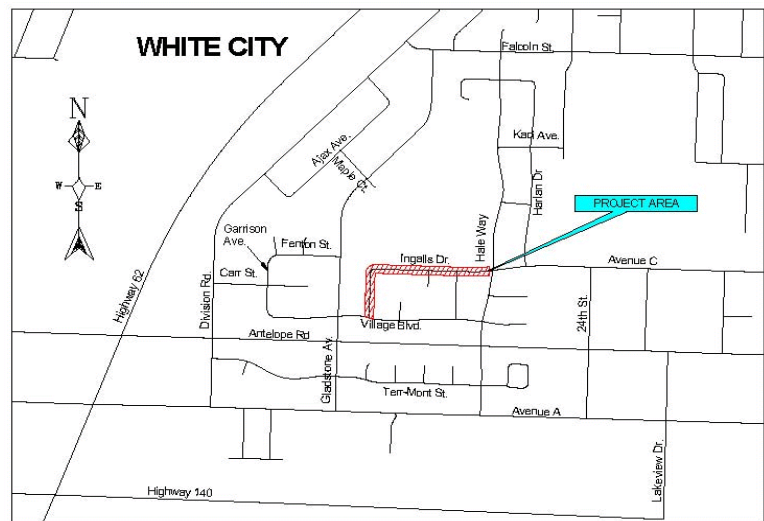 WHITE CITY
Falcoln St.
N
W E
S
Ajax Ave.
Maple Ct.
Karl Ave.
Harlan Dr
PROJECT AREA
Garrison
Ave.
Fenton St.
Hale Way
Ingalls Dr.
Avenue C
Carr St.
Highway 62
Division Rd.
Village Blvd.
24th St.
Antelope Rd
Gladstone Av.
Terr-Mont St.
Avenue A
Lakeview Dr.
Highway 140